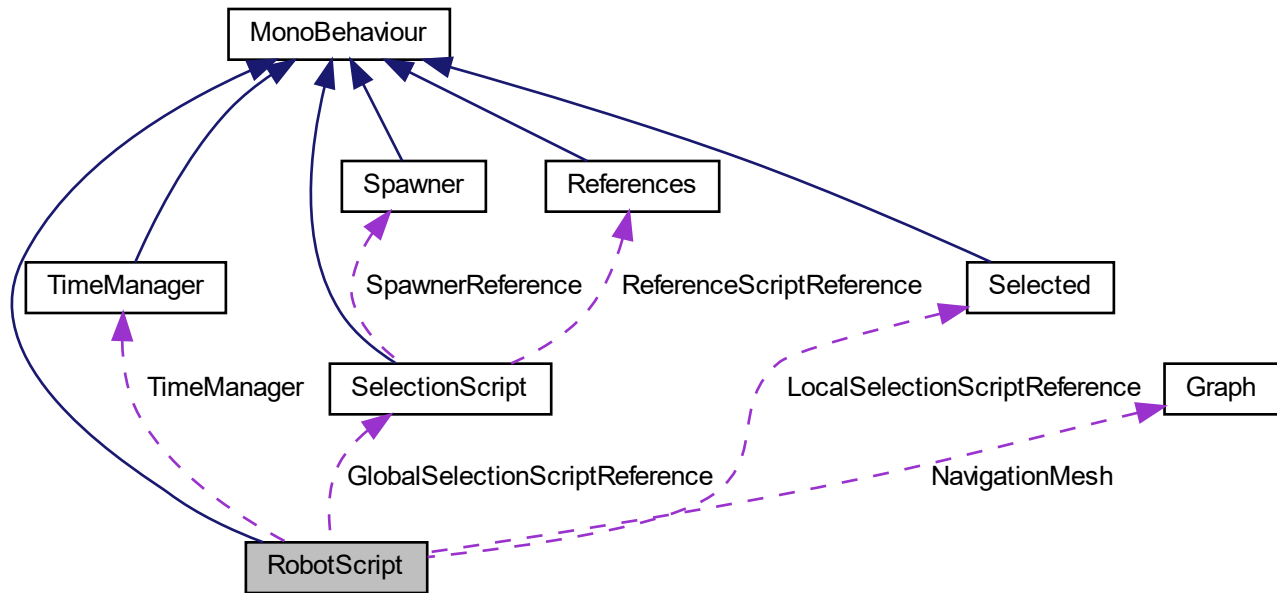 MonoBehaviour
Spawner
References
TimeManager
SpawnerReference
ReferenceScriptReference
Selected
TimeManager
SelectionScript
LocalSelectionScriptReference
Graph
GlobalSelectionScriptReference
NavigationMesh
RobotScript